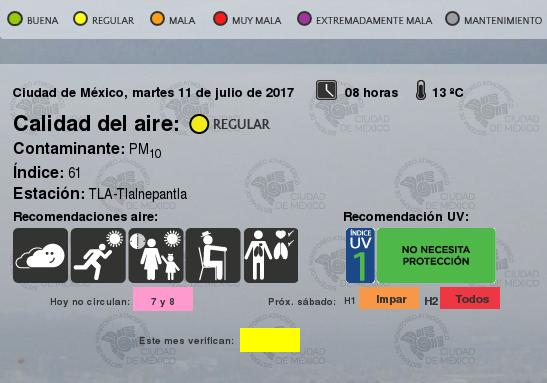 BUENA REGULAR MALA MUY MALA EXTREMADAMENTE MALA MANTENIMIENTO
Ciudad de México, martes 11 de julio de 2017 08 horas 13 ºC
Calidad del aire: REGULAR
Contaminante: PM10
Índice: 61
Estación: TLA-Tlalnepantla
Recomendaciones aire: Recomendación UV:
ÍNDICE UV 1
NO NECESITA
PROTECCIÓN
Hoy no circulan: 7 y 8 Próx. sábado: H1 Impar H2 Todos
Este mes verifican:
CIUDAD
DE MÉXICO